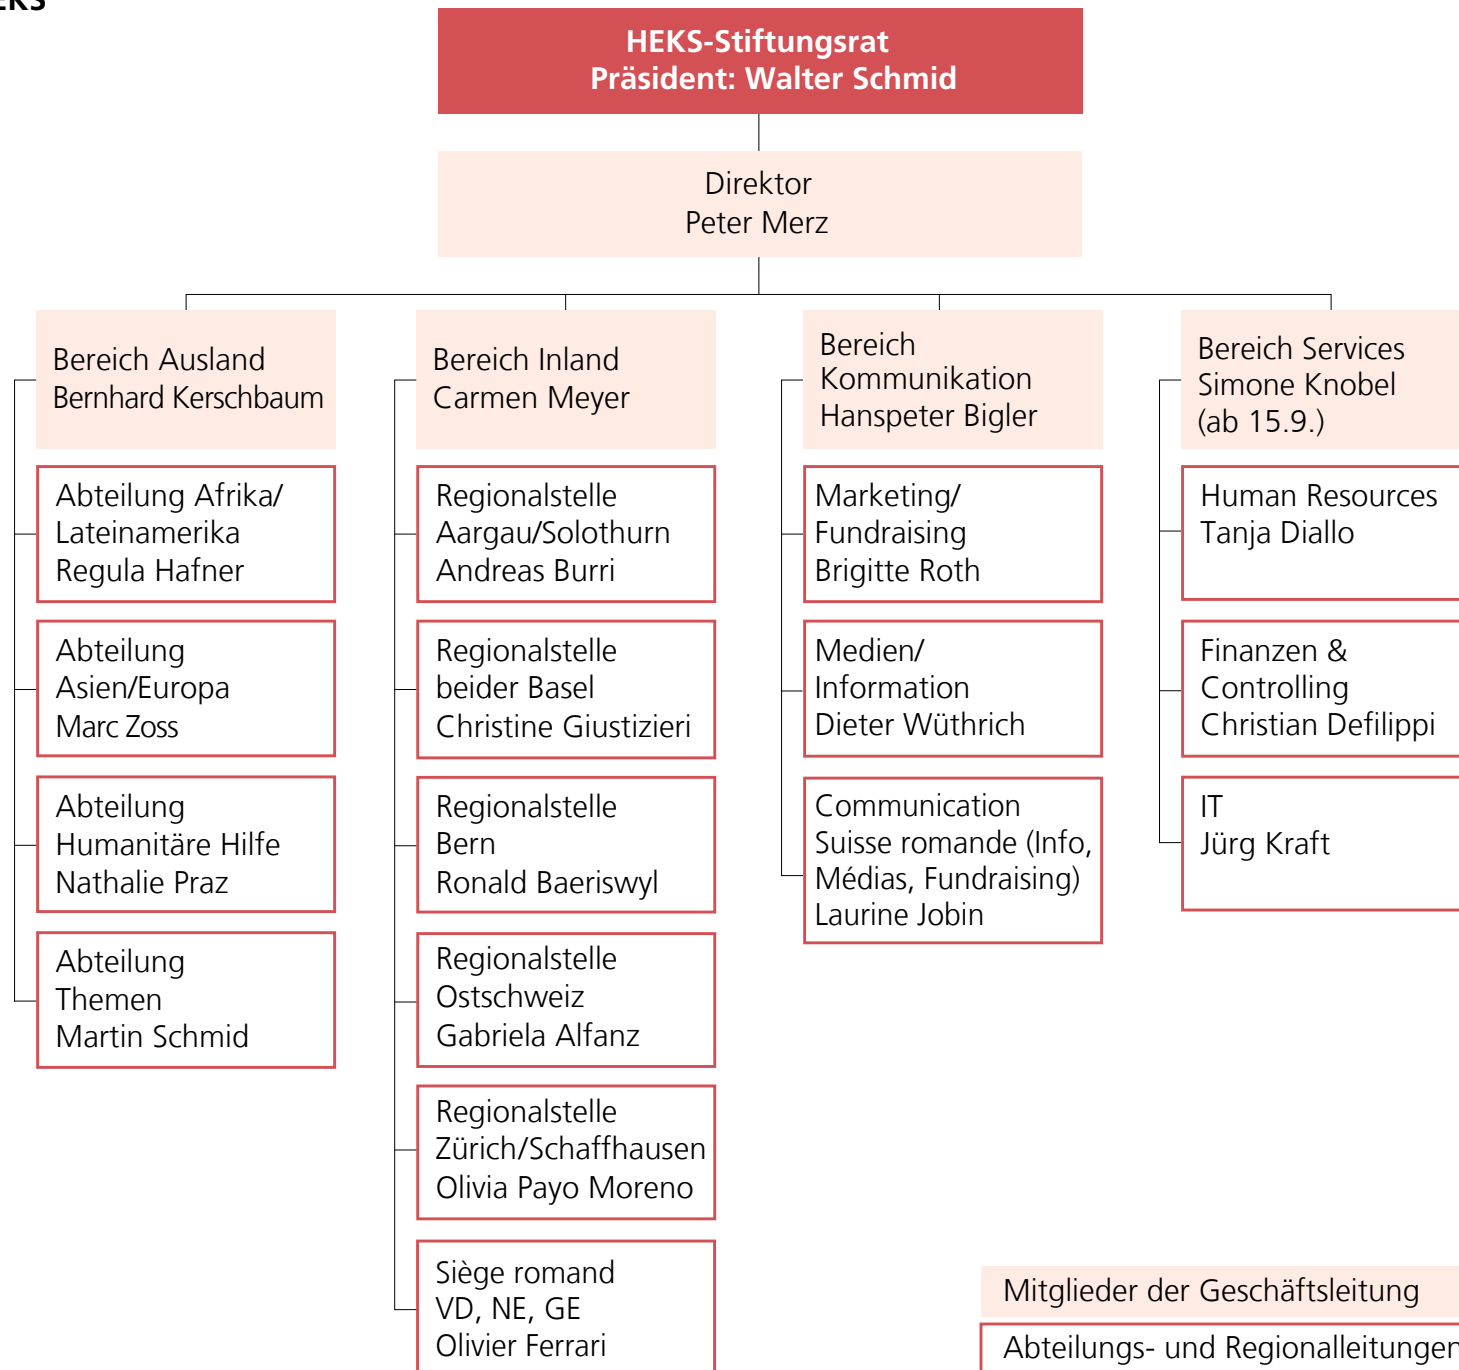 HEKS-Stiftungsrat
Präsident: Walter Schmid
Direktor
Peter Merz
Bereich Ausland
Bernhard Kerschbaum
Abteilung Afrika/
Lateinamerika
Regula Hafner
Abteilung
Asien/Europa
Marc Zoss
Abteilung
Humanitäre Hilfe
Nathalie Praz
Abteilung
Themen
Martin Schmid
Bereich Inland
Carmen Meyer
Regionalstelle
Aargau/Solothurn
Andreas Burri
Regionalstelle
beider Basel
Christine Giustizieri
Regionalstelle
Bern
Ronald Baeriswyl
Regionalstelle
Ostschweiz
Gabriela Alfanz
Regionalstelle
Zürich/Schaffhausen
Olivia Payo Moreno
Siège romand
VD, NE, GE
Olivier Ferrari
Bereich
Kommunikation
Hanspeter Bigler
Marketing/
Fundraising
Brigitte Roth
Medien/
Information
Dieter Wüthrich
Communication
Suisse romande (Info,
Médias, Fundraising)
Laurine Jobin
Bereich Services
Simone Knobel
(ab 15.9.)
Human Resources
Tanja Diallo
Finanzen &
Controlling
Christian Defilippi
IT
Jürg Kraft
Mitglieder der Geschäftsleitung
Abteilungs- und Regionalleitungen